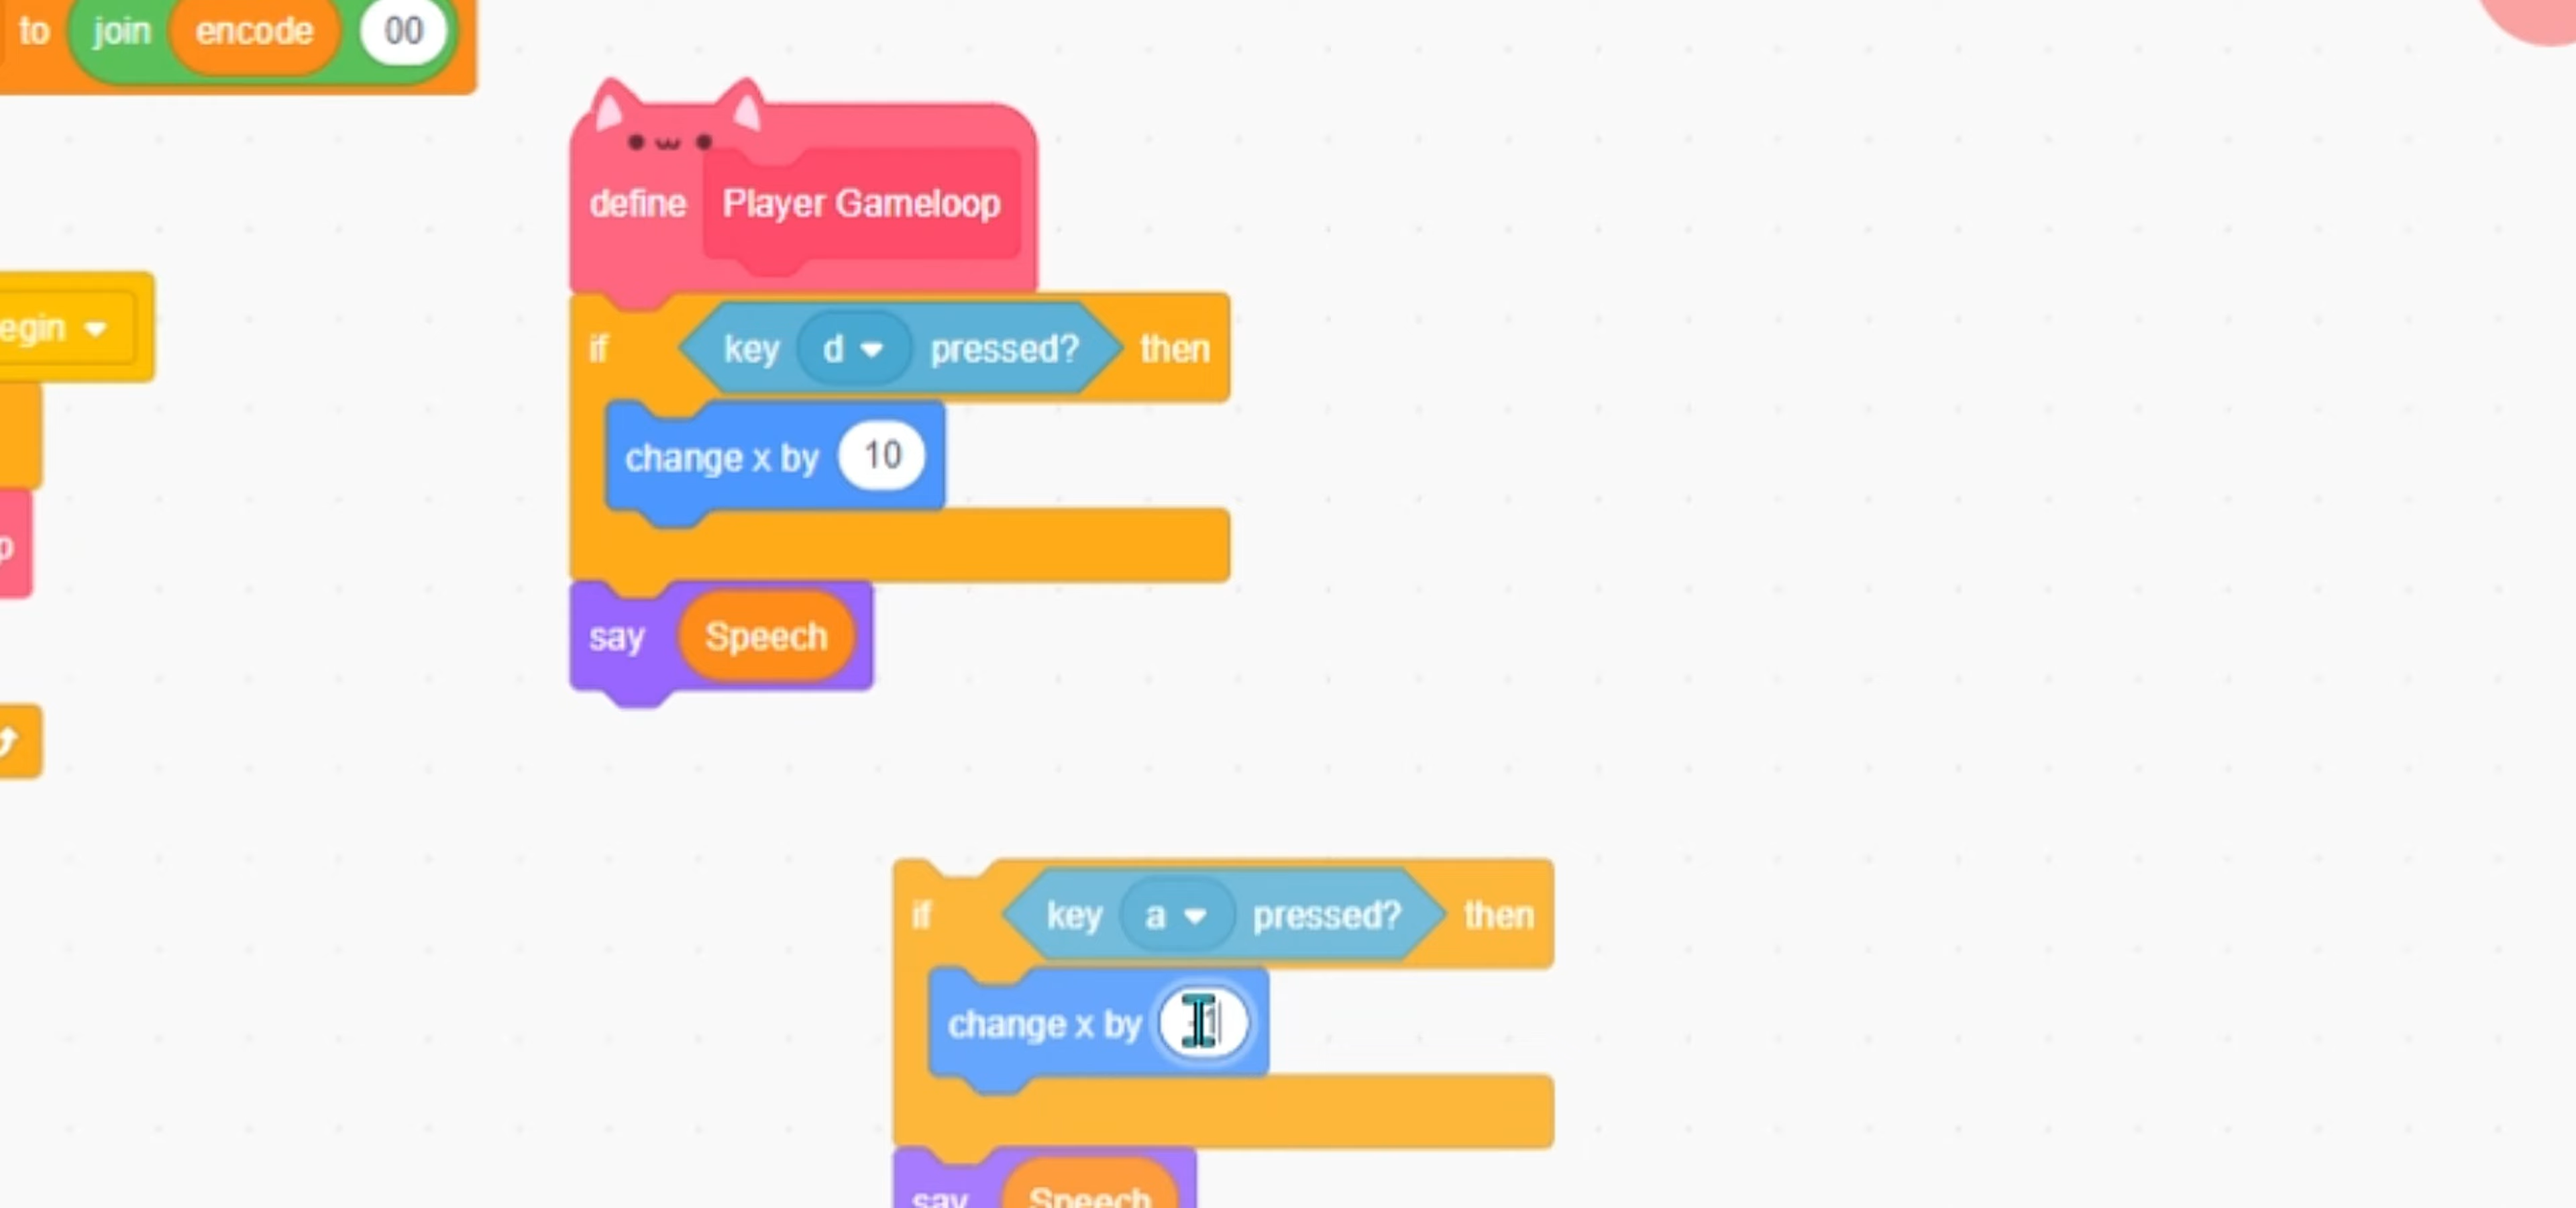 to join encode 00
define Player Gameloop
egin
if key d pressed? then
change x by 10
p
say Speech
if key a pressed? then
change x by
say Speech